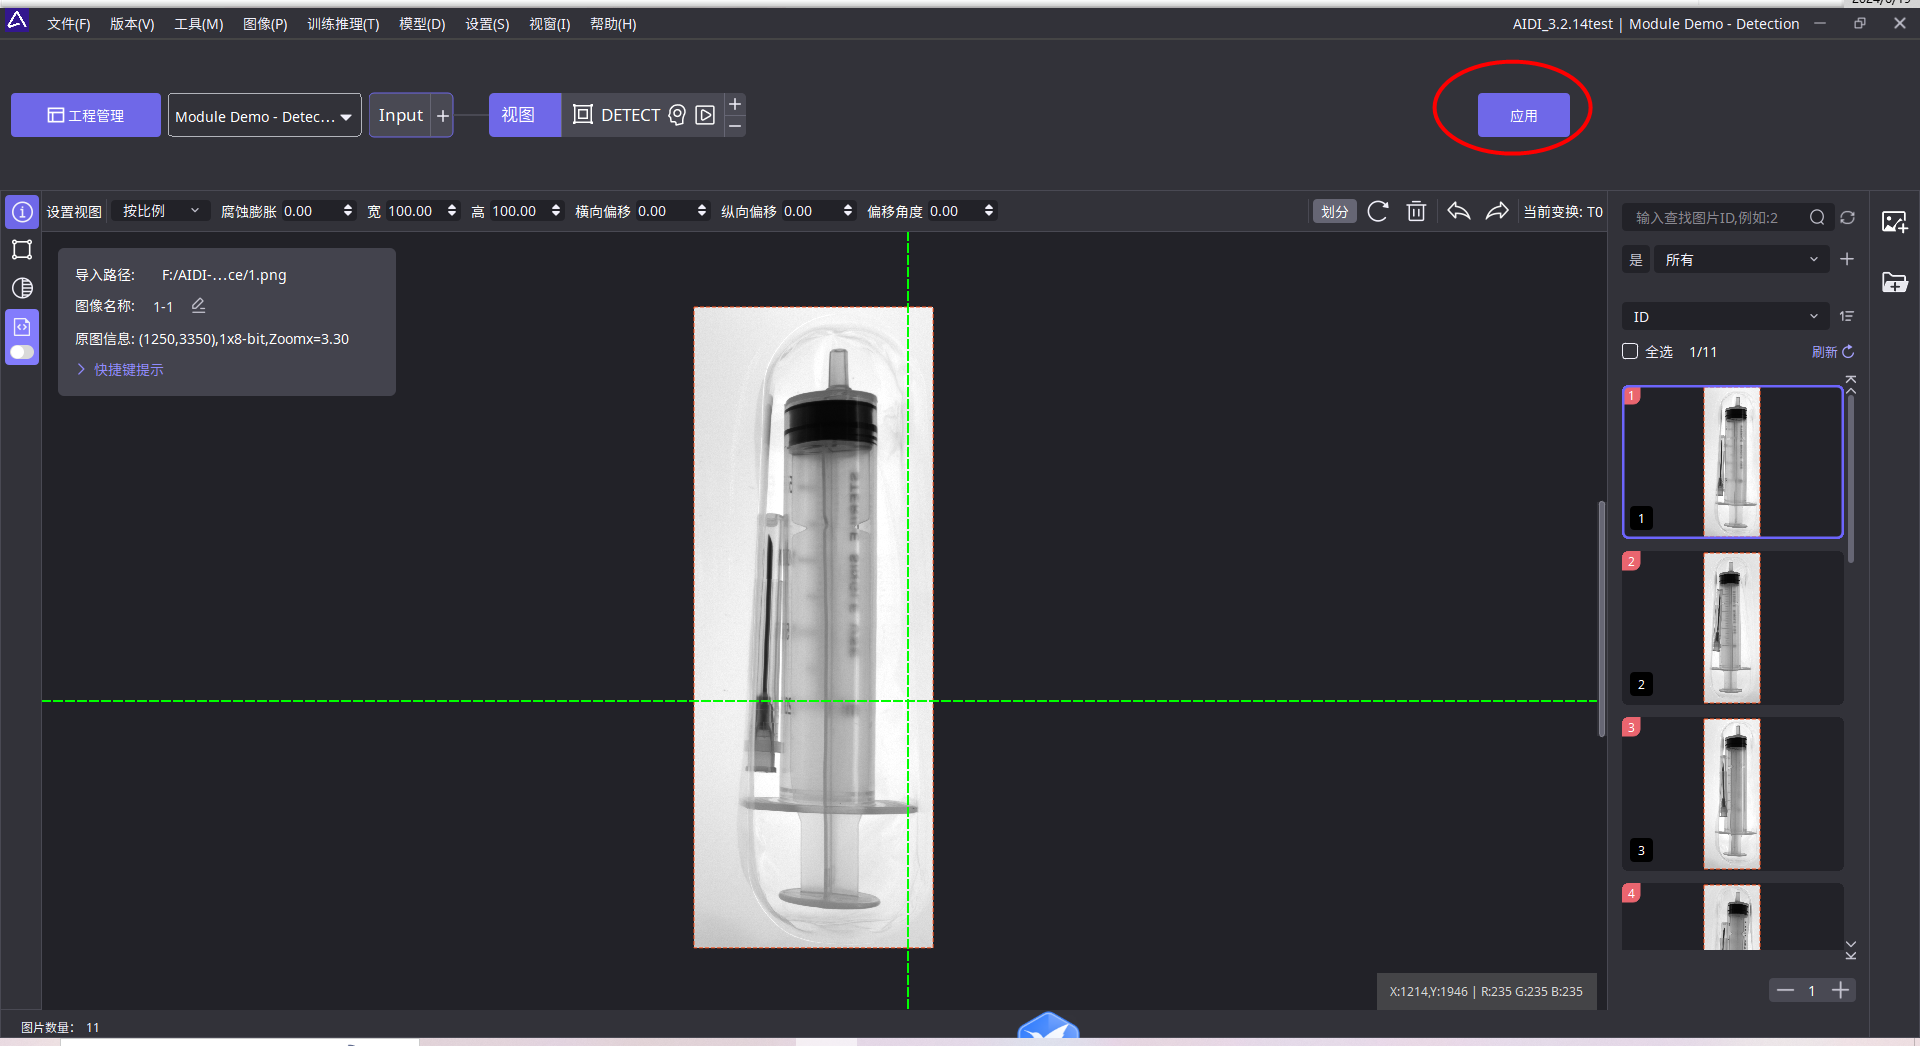 文件(F) 版本(V) 工具(M) 图像(P) 训练推理(T) 模型(D) 设置(S) 视窗(I) 帮助(H) AIDI_3.2.14test | Module Demo - Detection
工程管理 Module Demo - Detec... Input + 视图 DETECT + − 应用
设置视图 按比例 腐蚀膨胀 0.00 宽 100.00 高 100.00 横向偏移 0.00 纵向偏移 0.00 偏移角度 0.00 划分 当前变换: T0
输入查找图片ID,例如:2
是 所有
ID
全选 1/11 刷新
导入路径: F:/AIDI-...ce/1.png
图像名称: 1-1
原图信息: (1250,3350),1x8-bit,Zoomx=3.30
快捷键提示
1
1
2
2
3
3
4
X:1214,Y:1946 | R:235 G:235 B:235
1
图片数量: 11